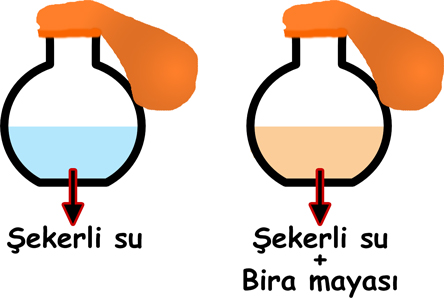 Şekerli su
Şekerli su
+
Bira mayası